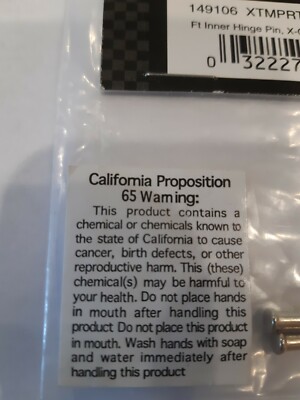 149106 XTMPRT
Ft Inner Hinge Pin, X-
0 32227
California Proposition
65 Warning:
This product contains a
chemical or chemicals known to
the state of California to cause
cancer, birth defects, or other
reproductive harm. This (these)
chemical(s) may be harmful to
your health. Do not place hands
in mouth after handling this
product Do not place this product
in mouth. Wash hands with soap
and water immediately after
handling this product